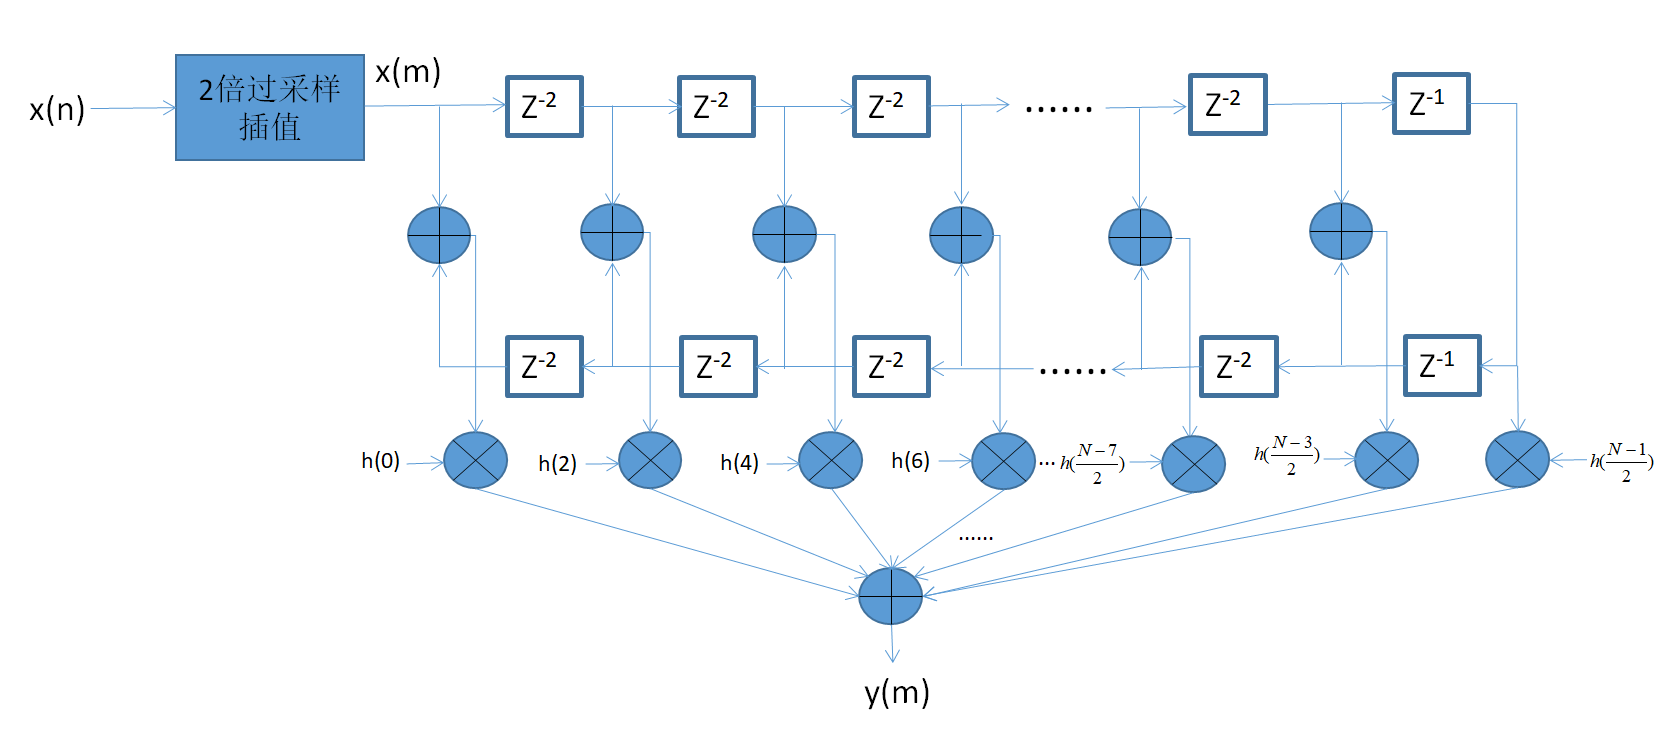 x(n)
2倍过采样
插值
x(m)
Z-2
Z-2
Z-2
......
Z-2
Z-1
Z-2
Z-2
Z-2
......
Z-2
Z-1
h(0)
h(2)
h(4)
h(6)
...
h(N-7/2)
h(N-3/2)
h(N-1/2)
......
y(m)